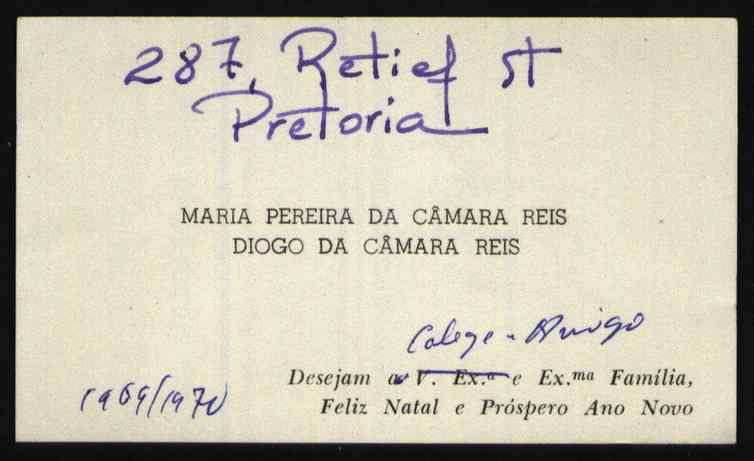 287, Retief st
Pretoria
MARIA PEREIRA DA CÂMARA REIS
DIOGO DA CÂMARA REIS
Colega - Amigo
Desejam ao V. Ex.ª e Ex.ma Família,
1969/1970
Feliz Natal e Próspero Ano Novo